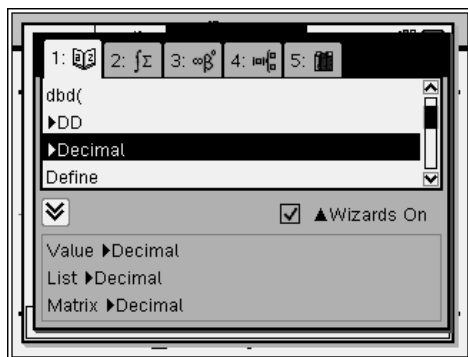 1: 2: ∫Σ 3: ∞β° 4: 5:
dbd(
▶DD
▶Decimal
Define
▲Wizards On
Value ▶Decimal
List ▶Decimal
Matrix ▶Decimal